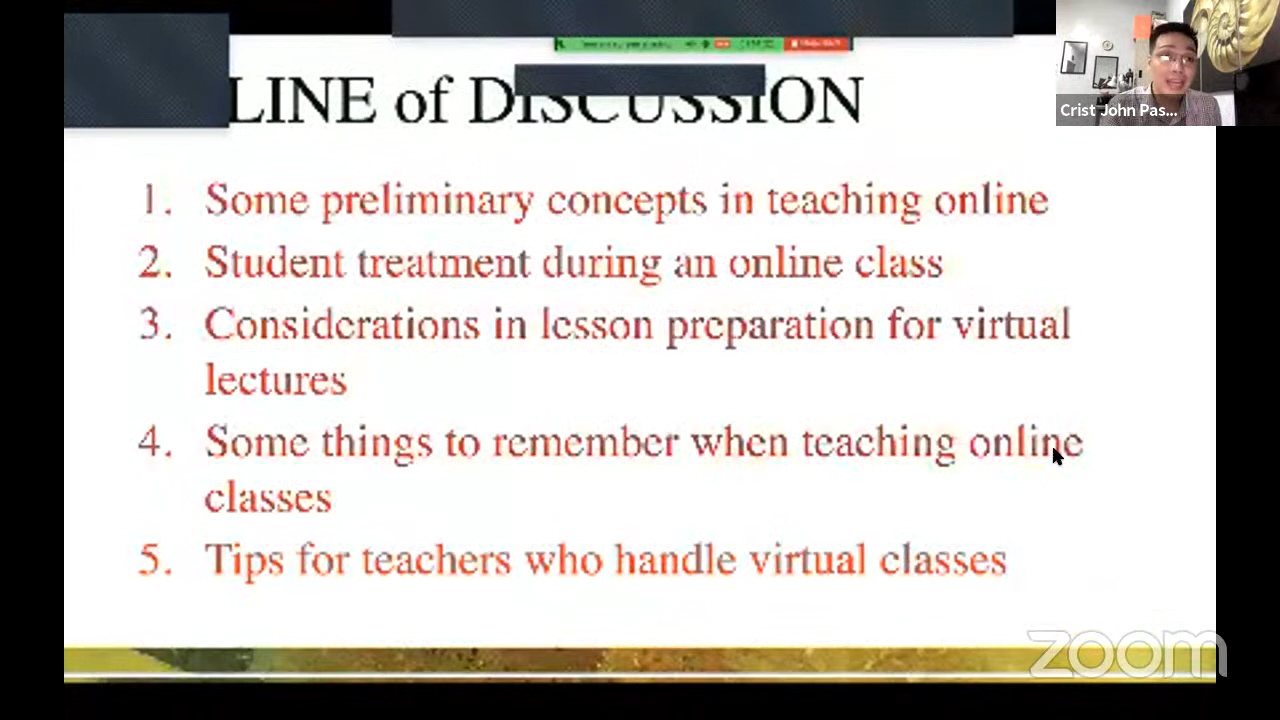 LINE of DISCUSSION
Crist John Pas...
1. Some preliminary concepts in teaching online
2. Student treatment during an online class
3. Considerations in lesson preparation for virtual
lectures
4. Some things to remember when teaching online
classes
5. Tips for teachers who handle virtual classes
zoom